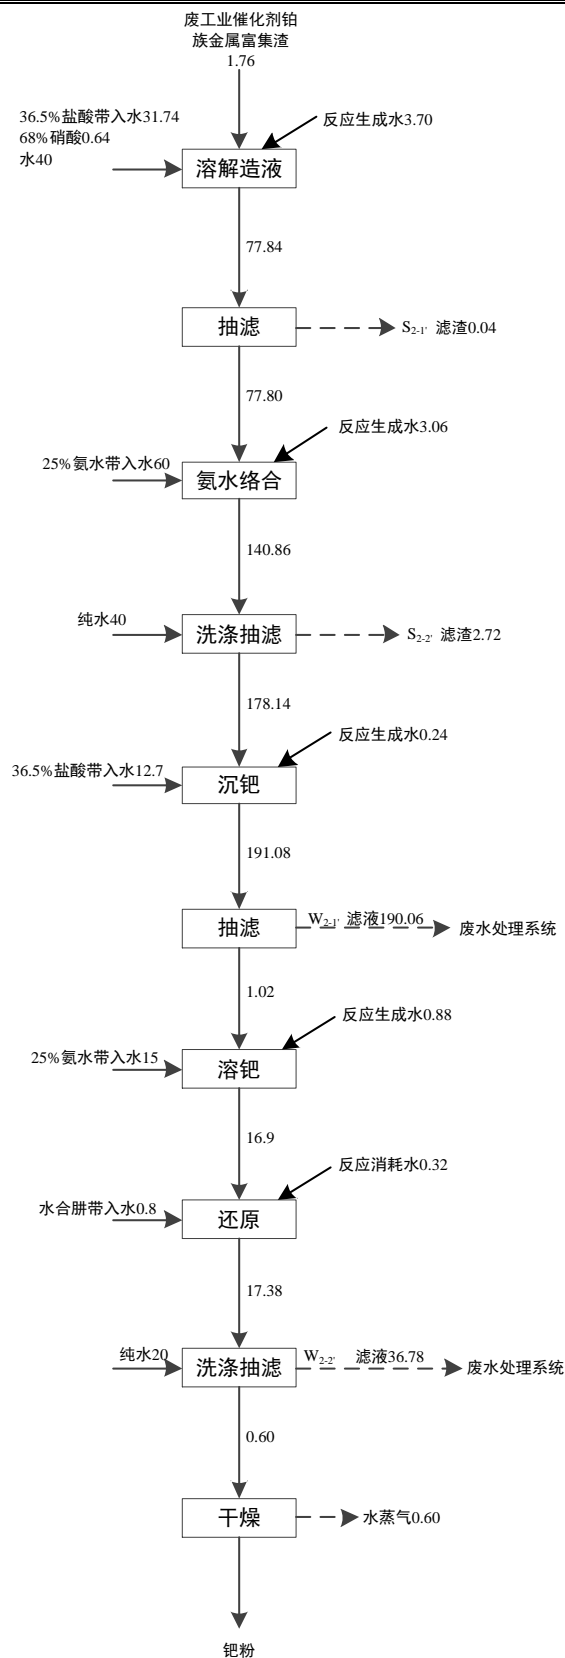 废工业催化剂铂
族金属富集渣
1.76
36.5%盐酸带入水31.74
68%硝酸0.64
水40
反应生成水3.70
溶解造液
77.84
抽滤
S2-1' 滤渣0.04
77.80
反应生成水3.06
25%氨水带入水60
氨水络合
140.86
纯水40
洗涤抽滤
S2-2' 滤渣2.72
178.14
反应生成水0.24
36.5%盐酸带入水12.7
沉钯
191.08
抽滤
W2-1' 滤液190.06
废水处理系统
1.02
反应生成水0.88
25%氨水带入水15
溶钯
16.9
反应消耗水0.32
水合肼带入水0.8
还原
17.38
纯水20
洗涤抽滤
W2-2' 滤液36.78
废水处理系统
0.60
干燥
水蒸气0.60
钯粉